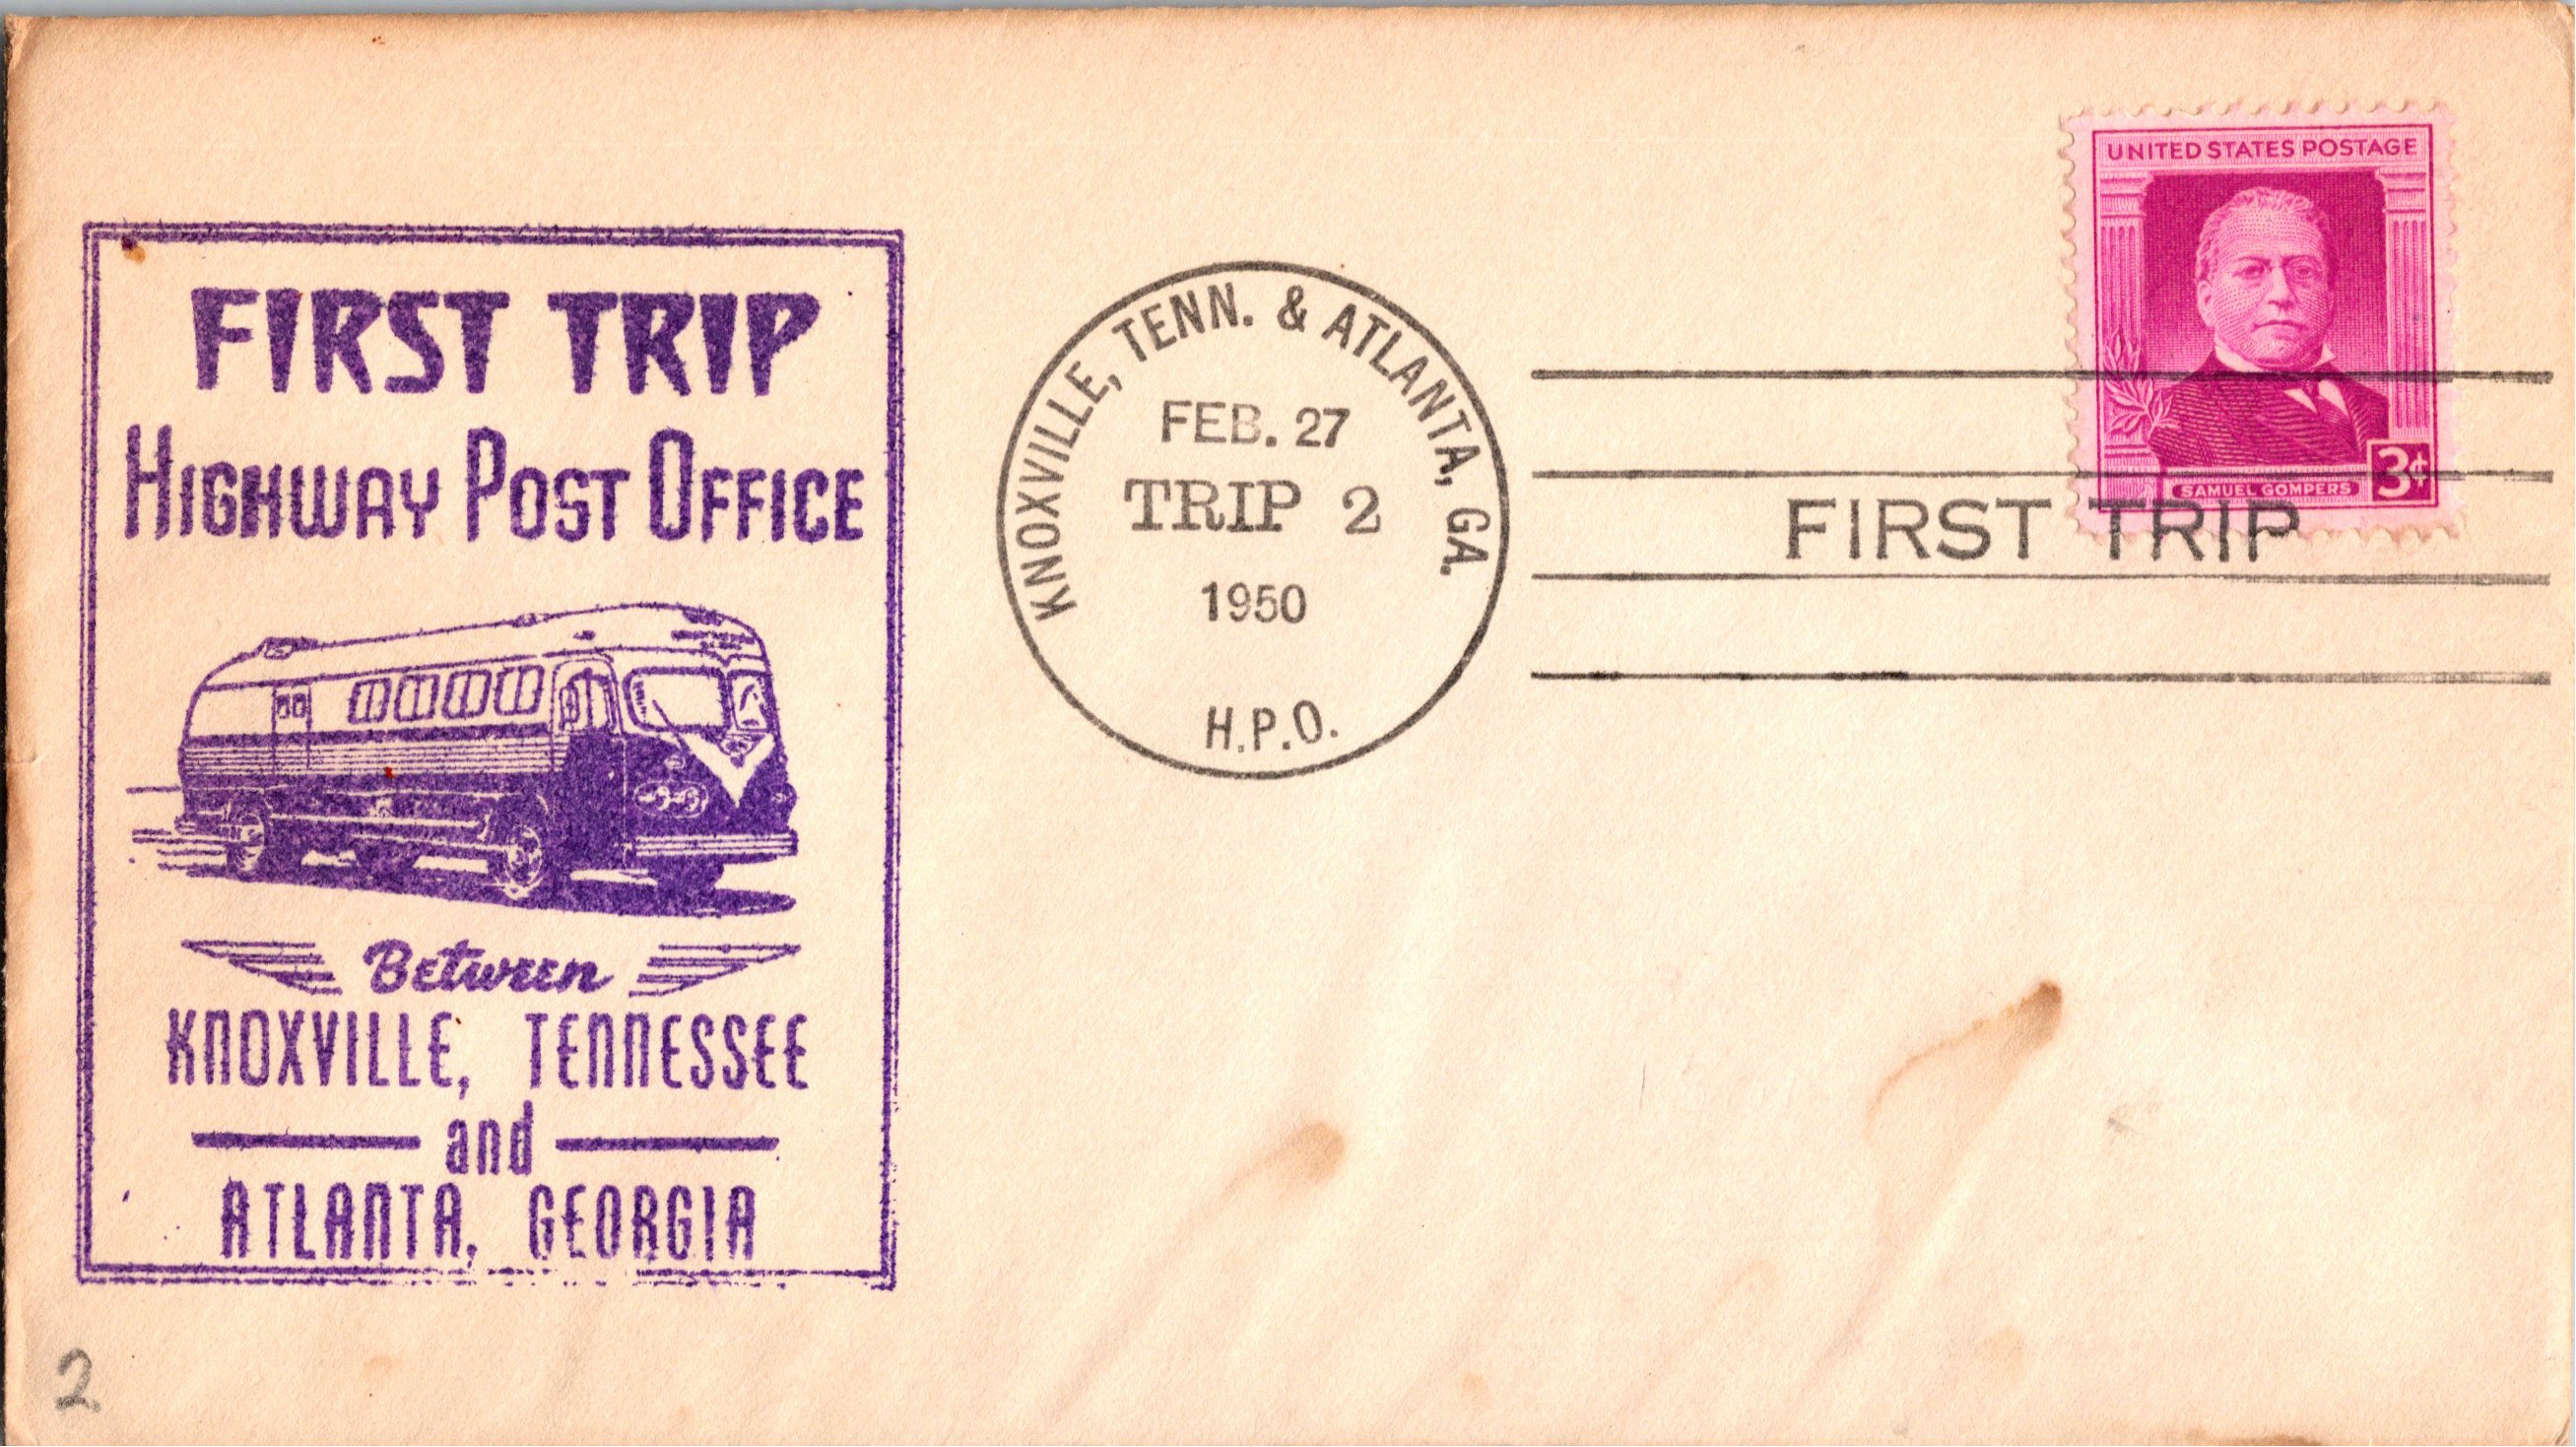 FIRST TRIP
HIGHWAY POST OFFICE
Between
KNOXVILLE, TENNESSEE
and
ATLANTA, GEORGIA
2
KNOXVILLE, TENN. & ATLANTA, GA.
FEB. 27
TRIP 2
1950
H.P.O.
UNITED STATES POSTAGE
SAMUEL GOMPERS
3¢
FIRST TRIP